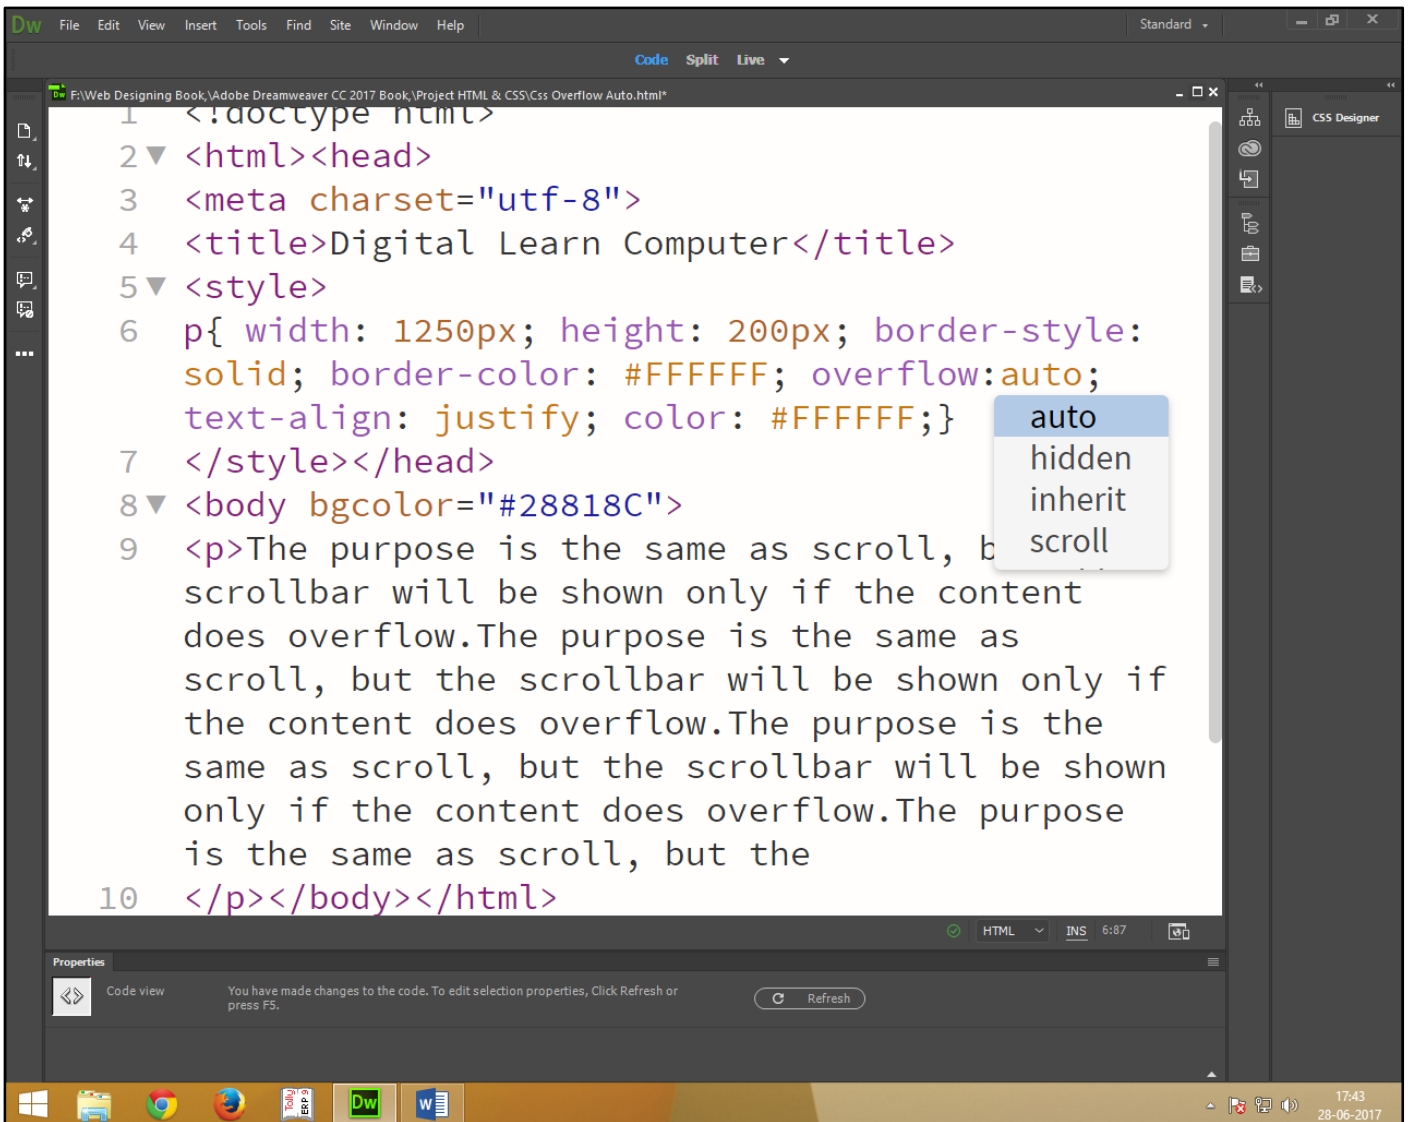 Dw File Edit View Insert Tools Find Site Window Help Standard
Code Split Live
Dw F:\Web Designing Book,\Adobe Dreamweaver CC 2017 Book,\Project HTML & CSS\Css Overflow Auto.html*
CSS Designer
1 <!doctype html>
2 <html><head>
3 <meta charset="utf-8">
4 <title>Digital Learn Computer</title>
5 <style>
6 p{ width: 1250px; height: 200px; border-style:
solid; border-color: #FFFFFF; overflow:auto;
text-align: justify; color: #FFFFFF;}
auto
hidden
inherit
scroll
7 </style></head>
8 <body bgcolor="#28818C">
9 <p>The purpose is the same as scroll, b
scrollbar will be shown only if the content
does overflow.The purpose is the same as
scroll, but the scrollbar will be shown only if
the content does overflow.The purpose is the
same as scroll, but the scrollbar will be shown
only if the content does overflow.The purpose
is the same as scroll, but the
10 </p></body></html>
HTML INS 6:87
Properties
Code view
You have made changes to the code. To edit selection properties, Click Refresh or
press F5.
Refresh
Tally ERP 9
Dw
W
17:43
28-06-2017